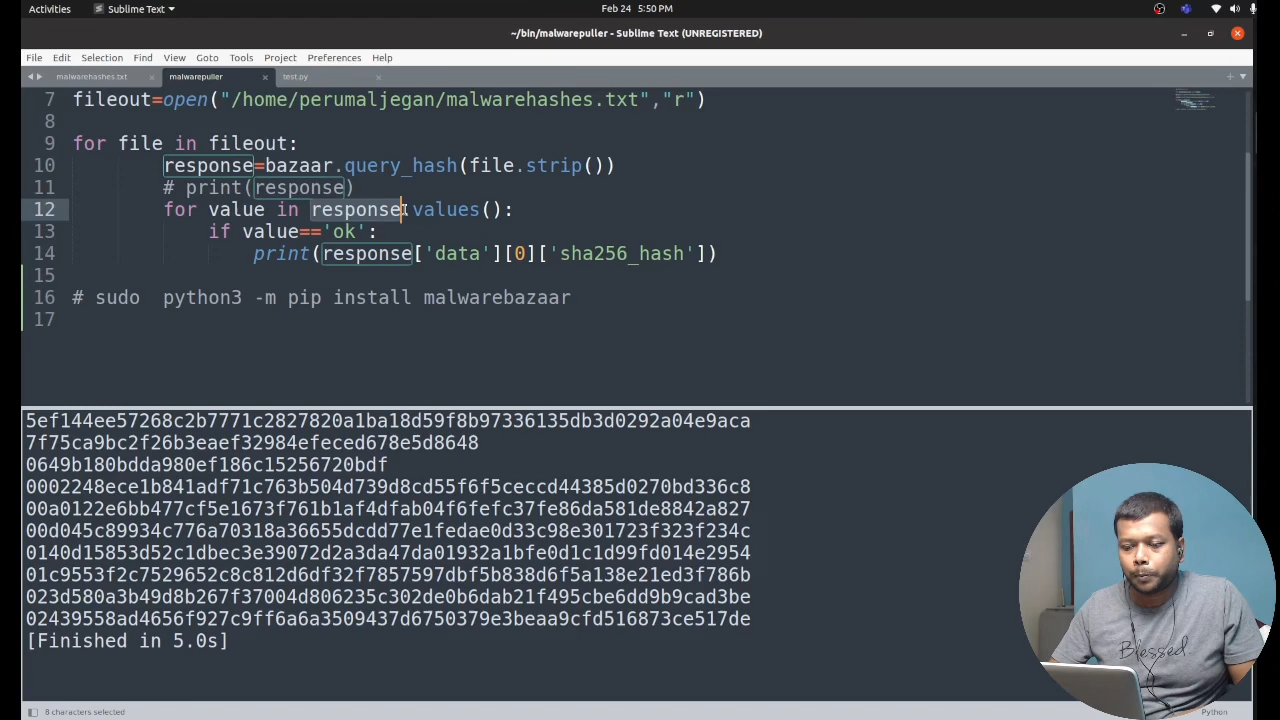 Activities Sublime Text Feb 24 5:50 PM
~/bin/malwarepuller - Sublime Text (UNREGISTERED)
File Edit Selection Find View Goto Tools Project Preferences Help
malwarehashes.txt malwarepuller test.py
7 fileout=open("/home/perumaljegan/malwarehashes.txt","r")
8
9 for file in fileout:
10 response=bazaar.query_hash(file.strip())
11 # print(response)
12 for value in response.values():
13 if value=='ok':
14 print(response['data'][0]['sha256_hash'])
15
16 # sudo  python3 -m pip install malwarebazaar
17
5ef144ee57268c2b7771c2827820a1ba18d59f8b97336135db3d0292a04e9aca
7f75ca9bc2f26b3eaef32984efeced678e5d8648
0649b180bdda980ef186c15256720bdf
0002248ece1b841adf71c763b504d739d8cd55f6f5ceccd44385d0270bd336c8
00a0122e6bb477cf5e1673f761b1af4dfab04f6fefc37fe86da581de8842a827
00d045c89934c776a70318a36655dcdd77e1fedae0d33c98e301723f323f234c
0140d15853d52c1dbec3e39072d2a3da47da01932a1bfe0d1c1d99fd014e2954
01c9553f2c7529652c8c812d6df32f7857597dbf5b838d6f5a138e21ed3f786b
023d580a3b49d8b267f37004d806235c302de0b6dab21f495cbe6dd9b9cad3be
02439558ad4656f927c9ff6a6a3509437d6750379e3beaa9cfd516873ce517de
[Finished in 5.0s]
Blessed
8 characters selected Python